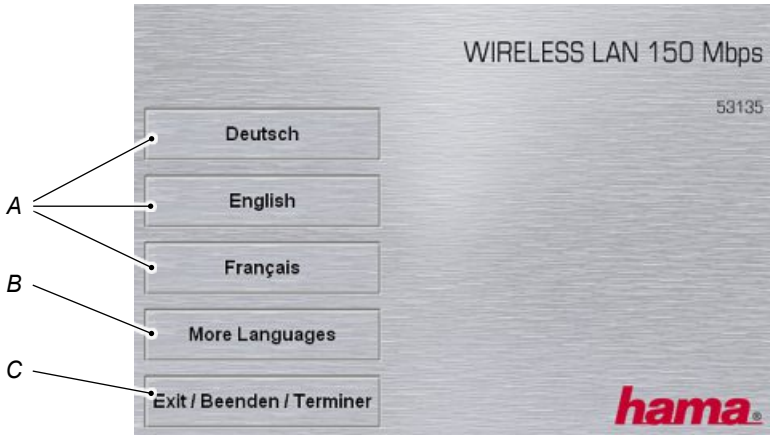 WIRELESS LAN 150 Mbps
53135
Deutsch
English
A
Français
B
More Languages
C
Exit / Beenden / Terminer
hama®